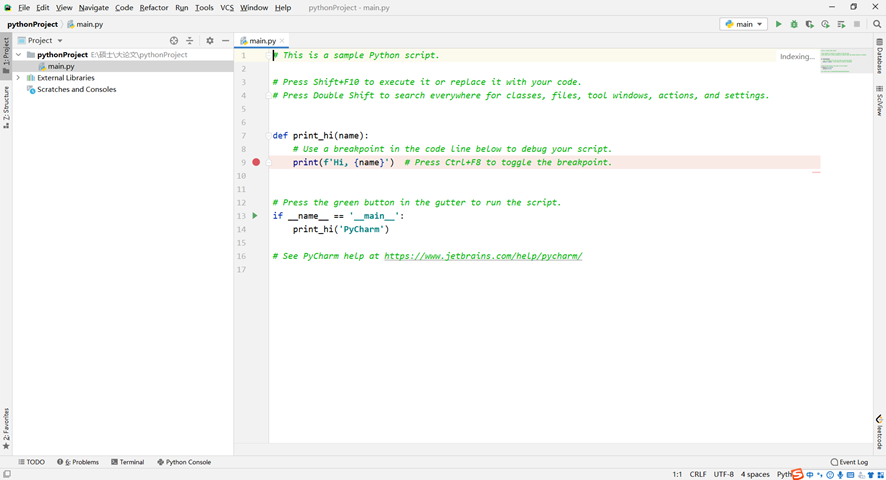 File Edit View Navigate Code Refactor Run Tools VCS Window Help pythonProject - main.py
pythonProject main.py main
Project main.py
1 # This is a sample Python script. Indexing...
pythonProject E:\硕士\大论文\pythonProject
main.py
External Libraries
Scratches and Consoles
2
3 # Press Shift+F10 to execute it or replace it with your code.
4 # Press Double Shift to search everywhere for classes, files, tool windows, actions, and settings.
5
6
7 def print_hi(name):
8 # Use a breakpoint in the code line below to debug your script.
9 print(f'Hi, {name}') # Press Ctrl+F8 to toggle the breakpoint.
10
11
12 # Press the green button in the gutter to run the script.
13 if __name__ == '__main__':
14 print_hi('PyCharm')
15
16 # See PyCharm help at https://www.jetbrains.com/help/pycharm/
17
1: Project
7: Structure
2: Favorites
Database
SciView
leetcode
TODO 6: Problems Terminal Python Console Event Log
1:1 CRLF UTF-8 4 spaces Pyth
中